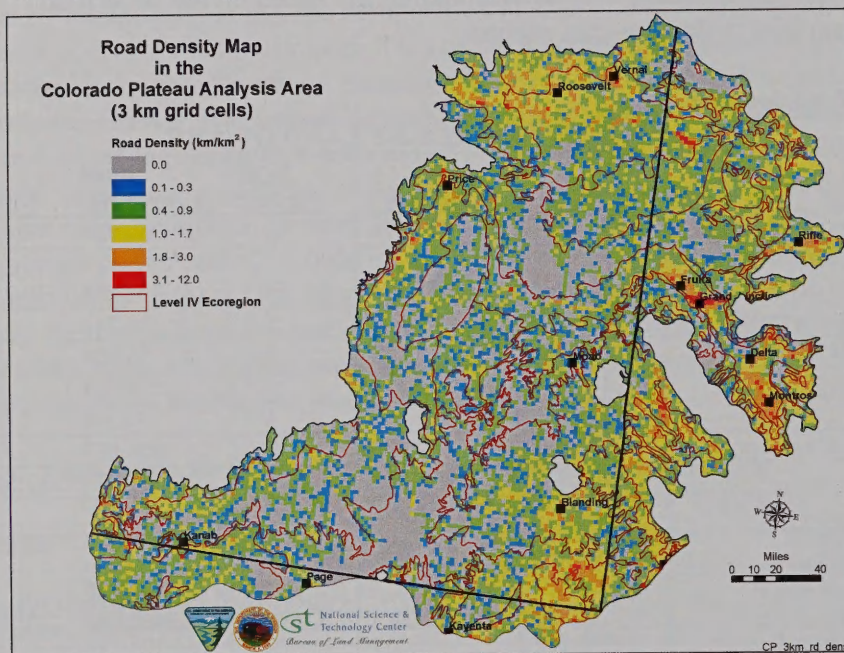 Road Density Map
in the
Colorado Plateau Analysis Area
(3 km grid cells)
Road Density (km/km²)
0.0
0.1 - 0.3
0.4 - 0.9
1.0 - 1.7
1.8 - 3.0
3.1 - 12.0
Level IV Ecoregion
Vernal
Roosevelt
Price
Rifle
Fruita
Grand Junction
Moab
Delta
Montros
Blanding
Kanab
Page
Kayenta
N
W
E
S
Miles
0 10 20 40
National Science &
Technology Center
Bureau of Land Management
CP_3km_rd_dens